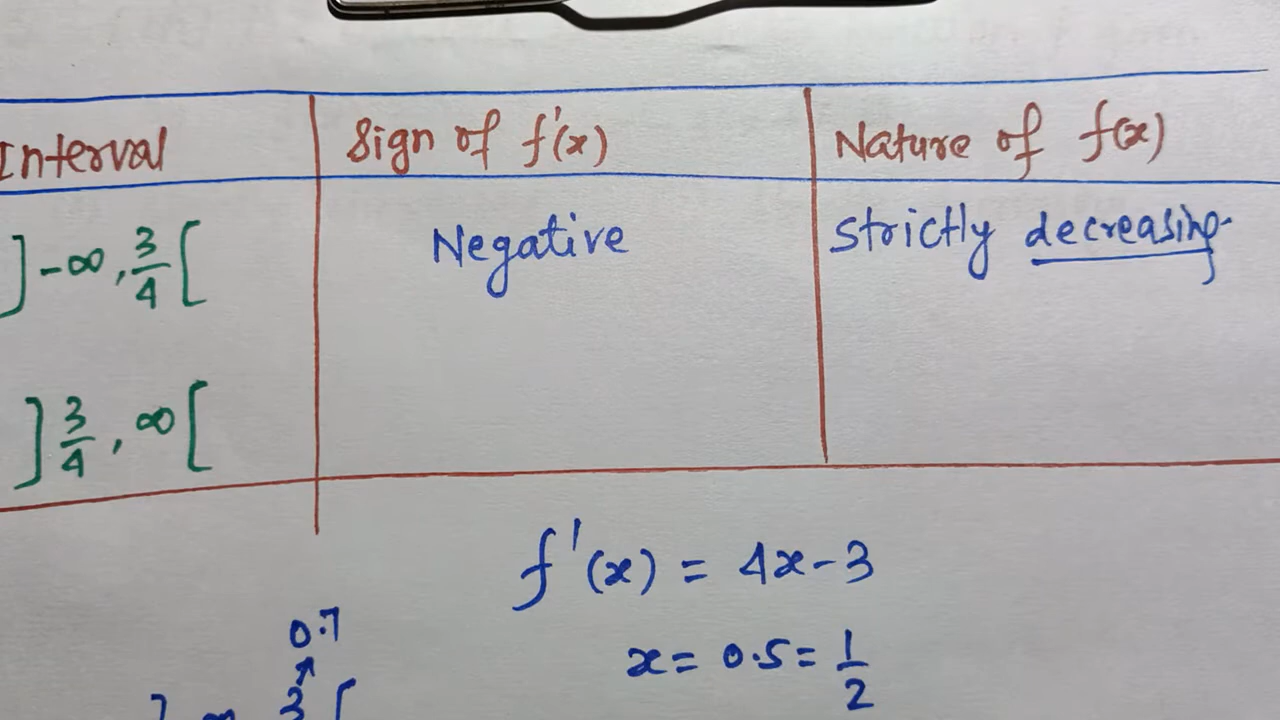 Interval Sign of f'(x) Nature of f(x)
]-∞, 3/4[ Negative Strictly decreasing.
]3/4, ∞[
f'(x) = 4x-3
0.7
x = 0.5 = 1/2
] -∞ 3 [